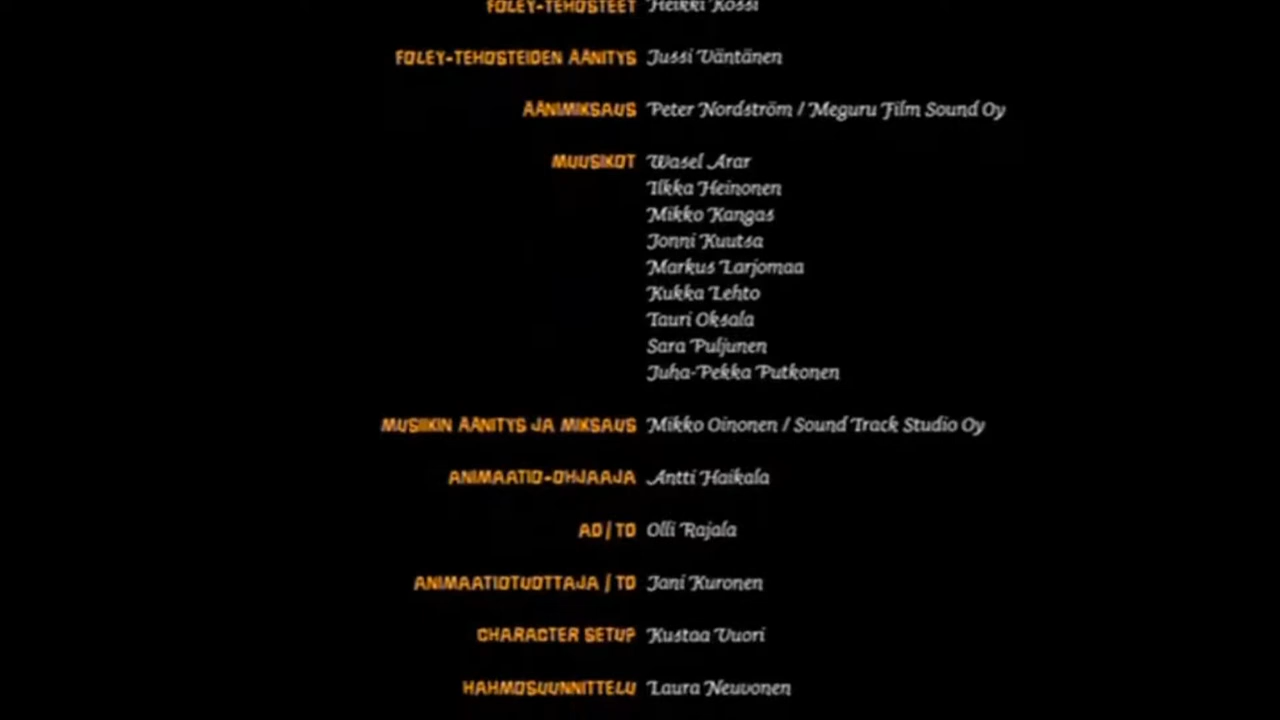 FOLEY-TEHOSTEET Heikki Kossi
FOLEY-TEHOSTEIDEN ÄÄNITYS Jussi Väntänen
ÄÄNIMIKSAUS Peter Nordström / Meguru Film Sound Oy
MUUSIKOT Wasel Arar
Ilkka Heinonen
Mikko Kangas
Jonni Kuutsa
Markus Larjomaa
Kukka Lehto
Tauri Oksala
Sara Puljunen
Juha-Pekka Putkonen
MUSIIKIN ÄÄNITYS JA MIKSAUS Mikko Oinonen / Sound Track Studio Oy
ANIMAATIO-OHJAAJA Antti Haikala
AD / TD Olli Rajala
ANIMAATIOTUOTTAJA / TD Jani Kuronen
CHARACTER SETUP Kustaa Vuori
HAHMOSUUNNITTELU Laura Neuvonen